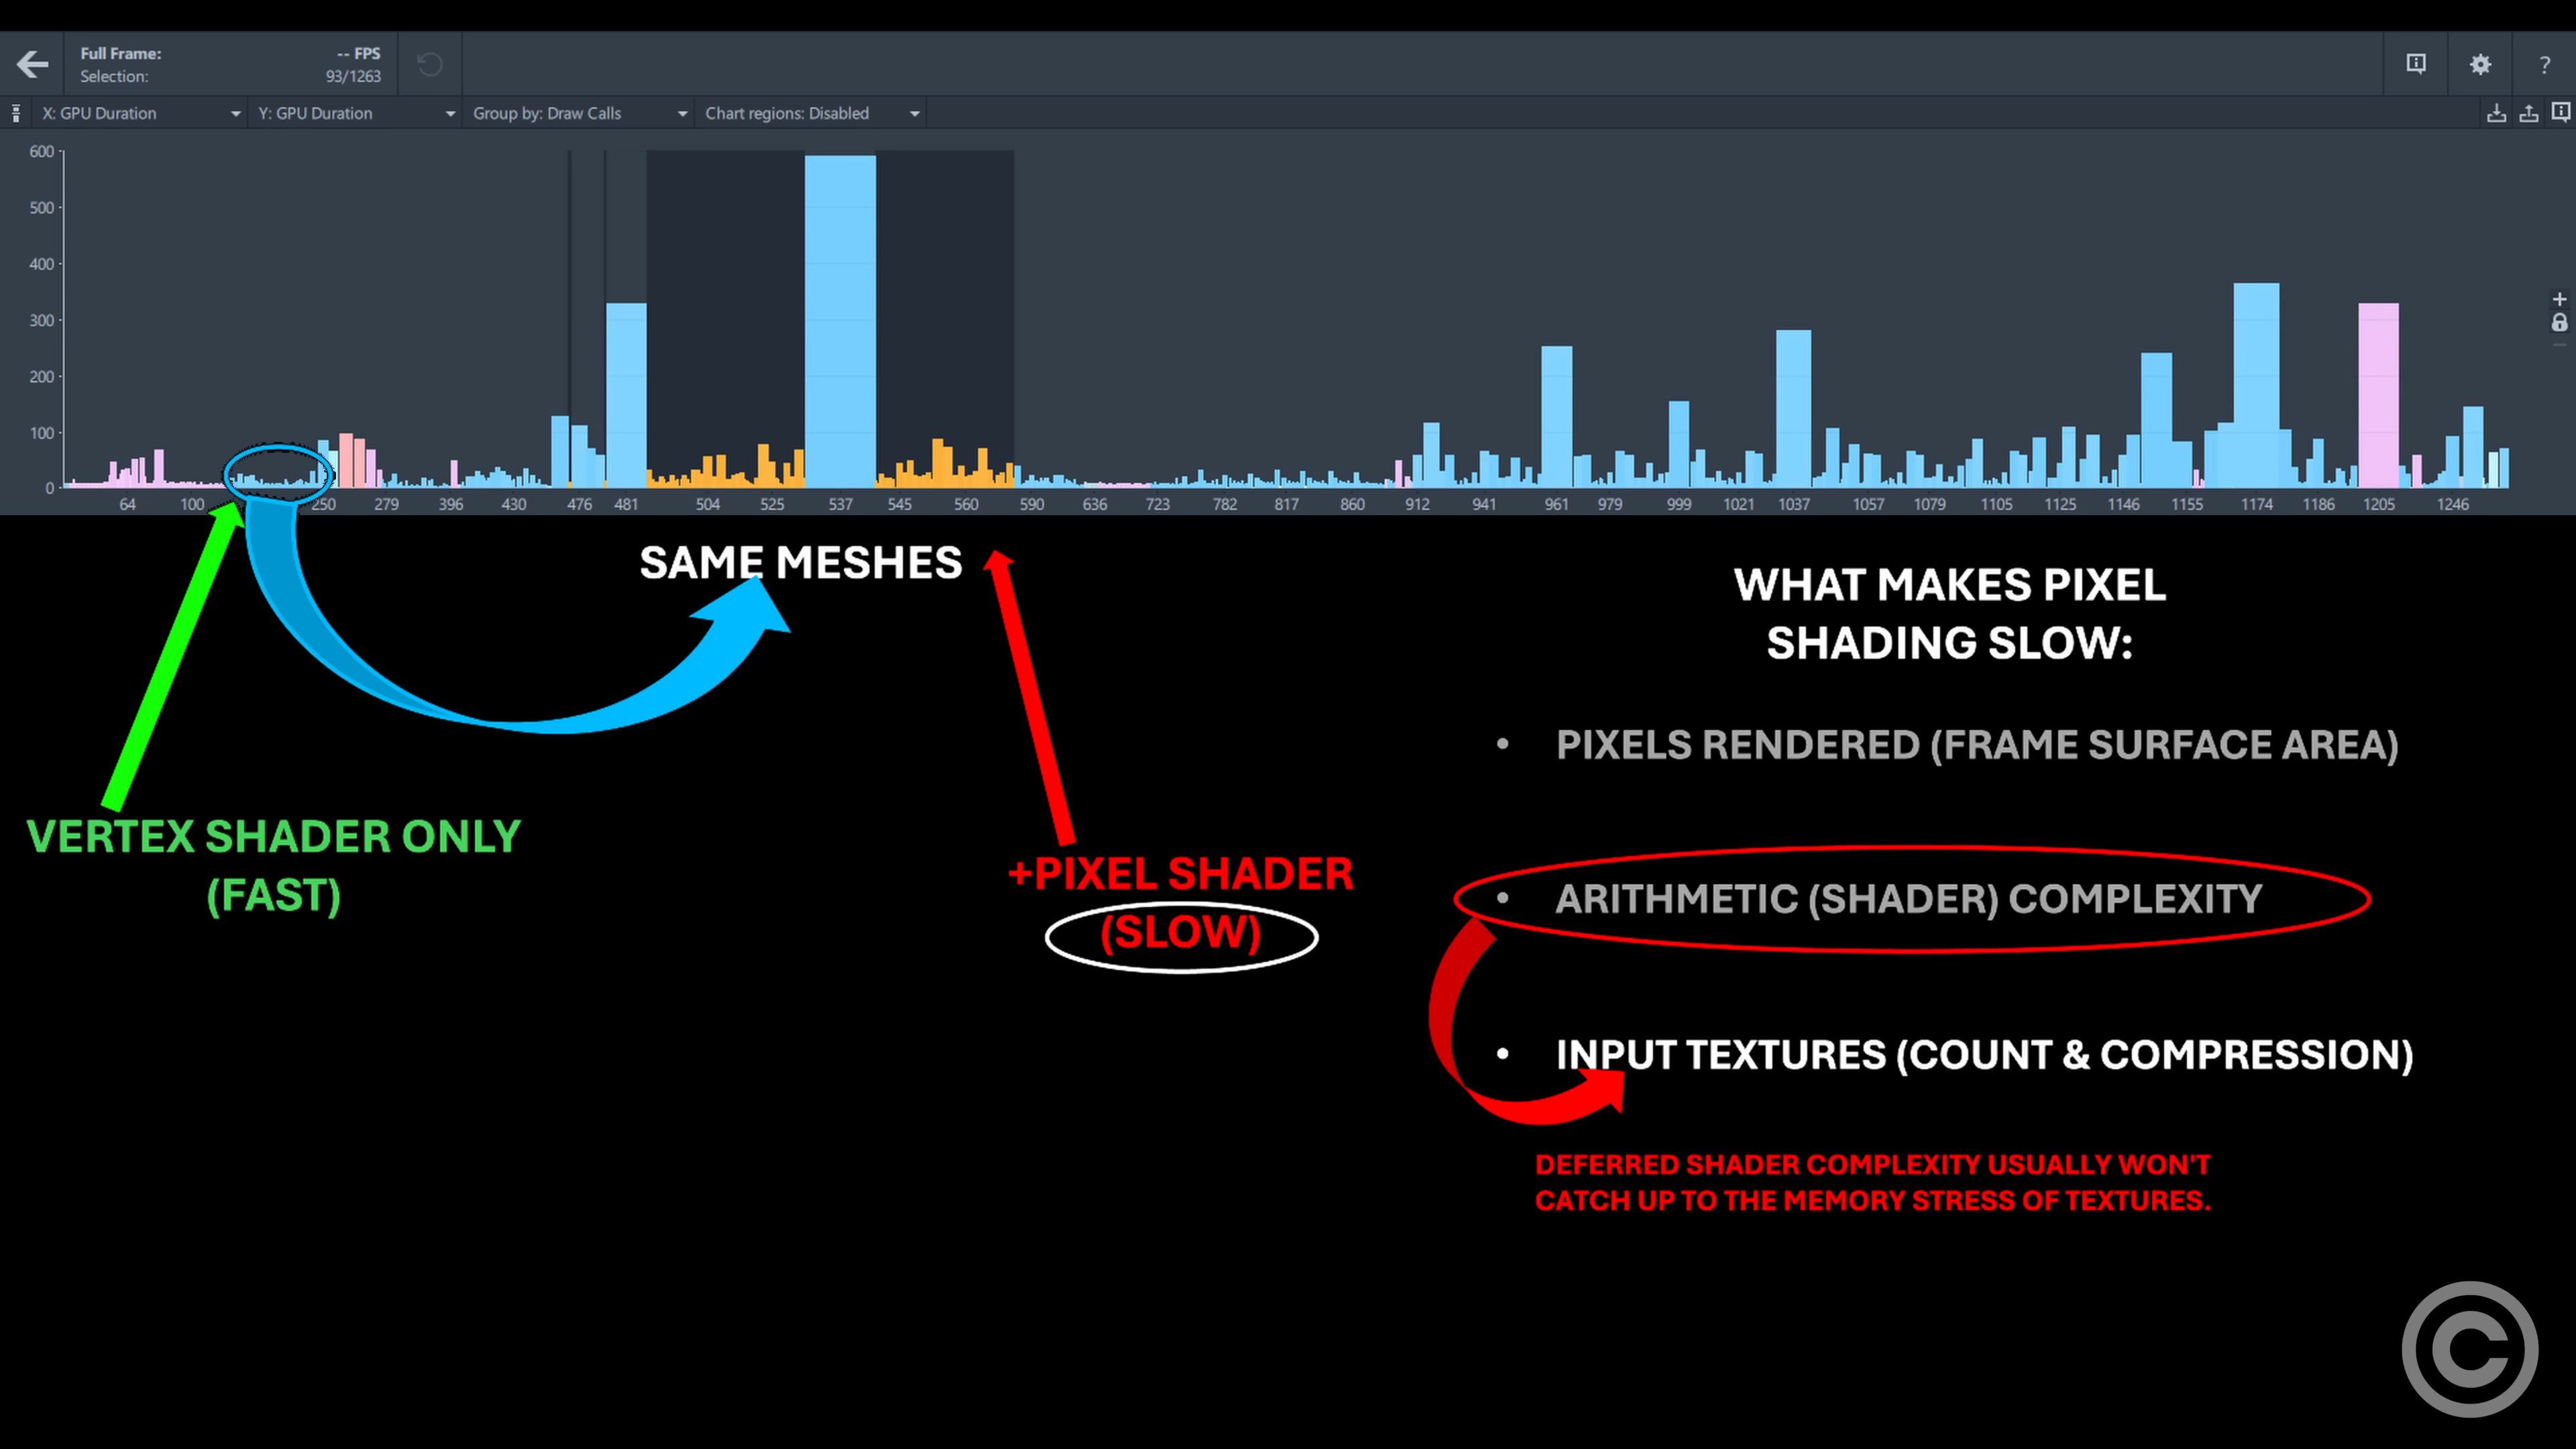 Full Frame: -- FPS
Selection: 93/1263
?
X: GPU Duration Y: GPU Duration Group by: Draw Calls Chart regions: Disabled
600
500
400
300
200
100
0
64 100 250 279 396 430 476 481 504 525 537 545 560 590 636 723 782 817 860 912 941 961 979 999 1021 1037 1057 1079 1105 1125 1146 1155 1174 1186 1205 1246
SAME MESHES
VERTEX SHADER ONLY
(FAST)
+PIXEL SHADER
(SLOW)
WHAT MAKES PIXEL
SHADING SLOW:
• PIXELS RENDERED (FRAME SURFACE AREA)
• ARITHMETIC (SHADER) COMPLEXITY
• INPUT TEXTURES (COUNT & COMPRESSION)
DEFERRED SHADER COMPLEXITY USUALLY WON'T
CATCH UP TO THE MEMORY STRESS OF TEXTURES.
©